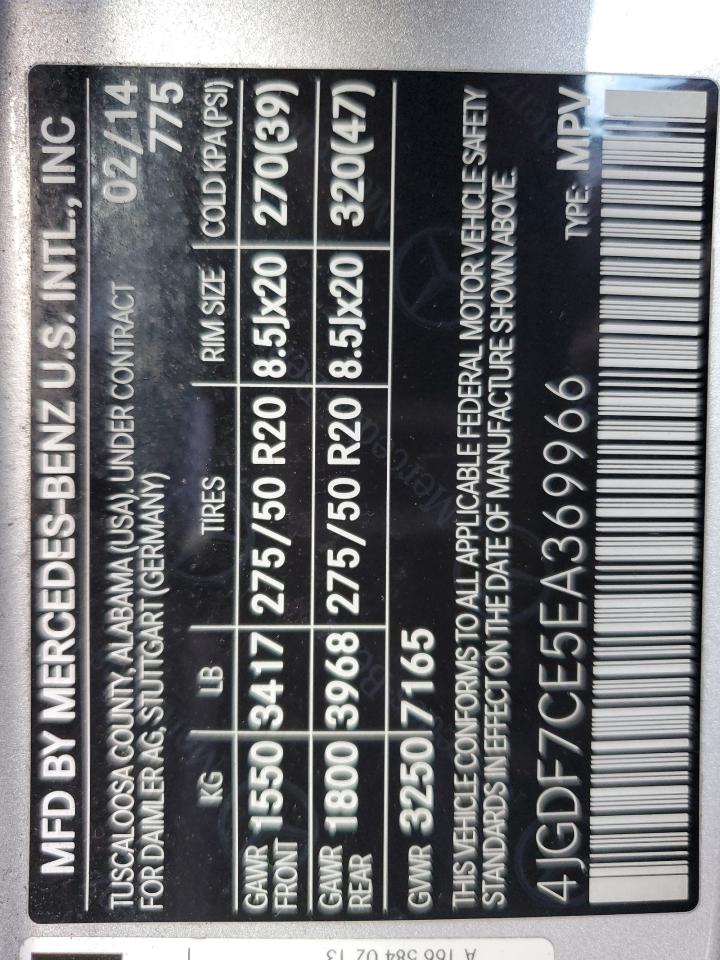 MFD BY MERCEDES-BENZ U.S. INTL., INC
TUSCALOOSA COUNTY, ALABAMA (USA), UNDER CONTRACT 02/14
FOR DAIMLER AG, STUTTGART (GERMANY) 775
KG LB TIRES RIM SIZE COLD KPA(PSI)
GAWR FRONT 1550 3417 275/50 R20 8.5Jx20 270(39)
GAWR REAR 1800 3968 275/50 R20 8.5Jx20 320(47)
GVWR 3250 7165
THIS VEHICLE CONFORMS TO ALL APPLICABLE FEDERAL MOTOR VEHICLE SAFETY
STANDARDS IN EFFECT ON THE DATE OF MANUFACTURE SHOWN ABOVE.
4JGDF7CE5EA369966 TYPE: MPV
A 166 584 02 13